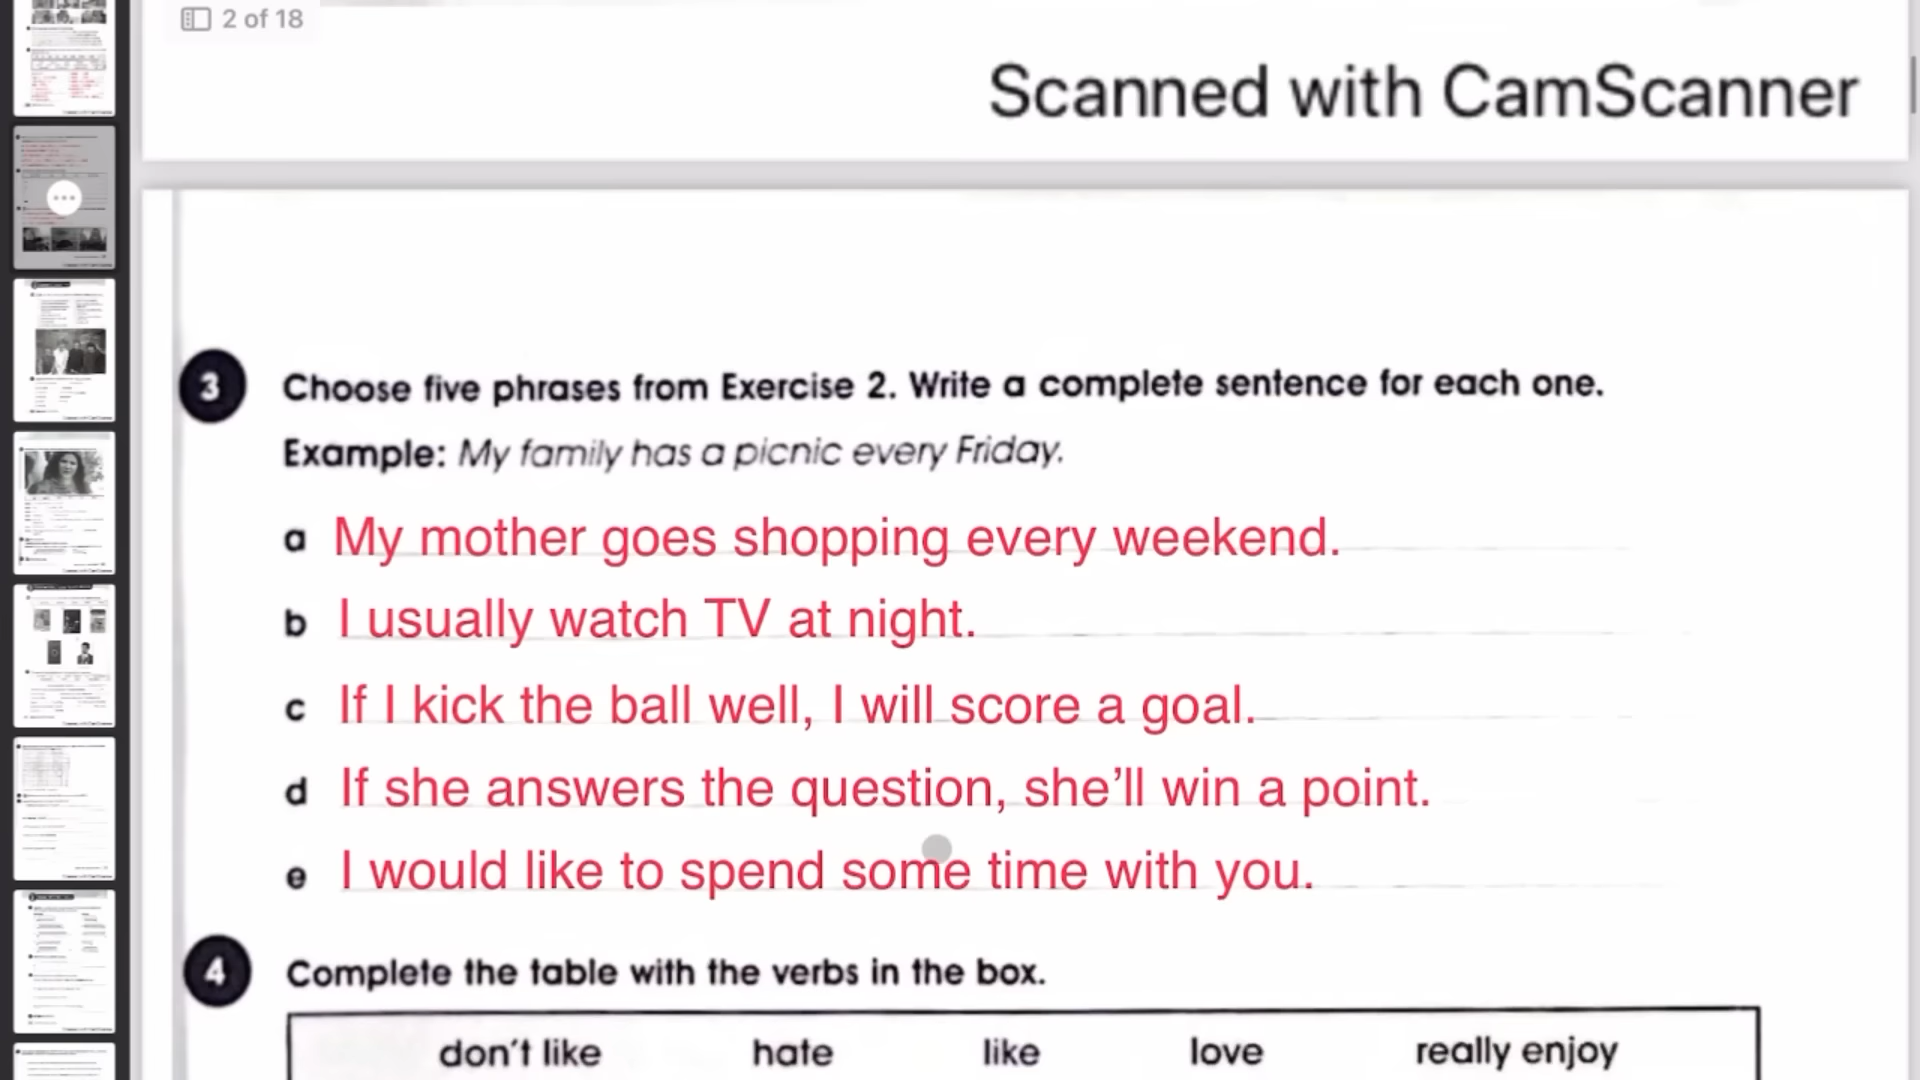 2 of 18
Scanned with CamScanner
3 Choose five phrases from Exercise 2. Write a complete sentence for each one.
Example: My family has a picnic every Friday.
a My mother goes shopping every weekend.
b I usually watch TV at night.
c If I kick the ball well, I will score a goal.
d If she answers the question, she’ll win a point.
e I would like to spend some time with you.
4 Complete the table with the verbs in the box.
don't like hate like love really enjoy